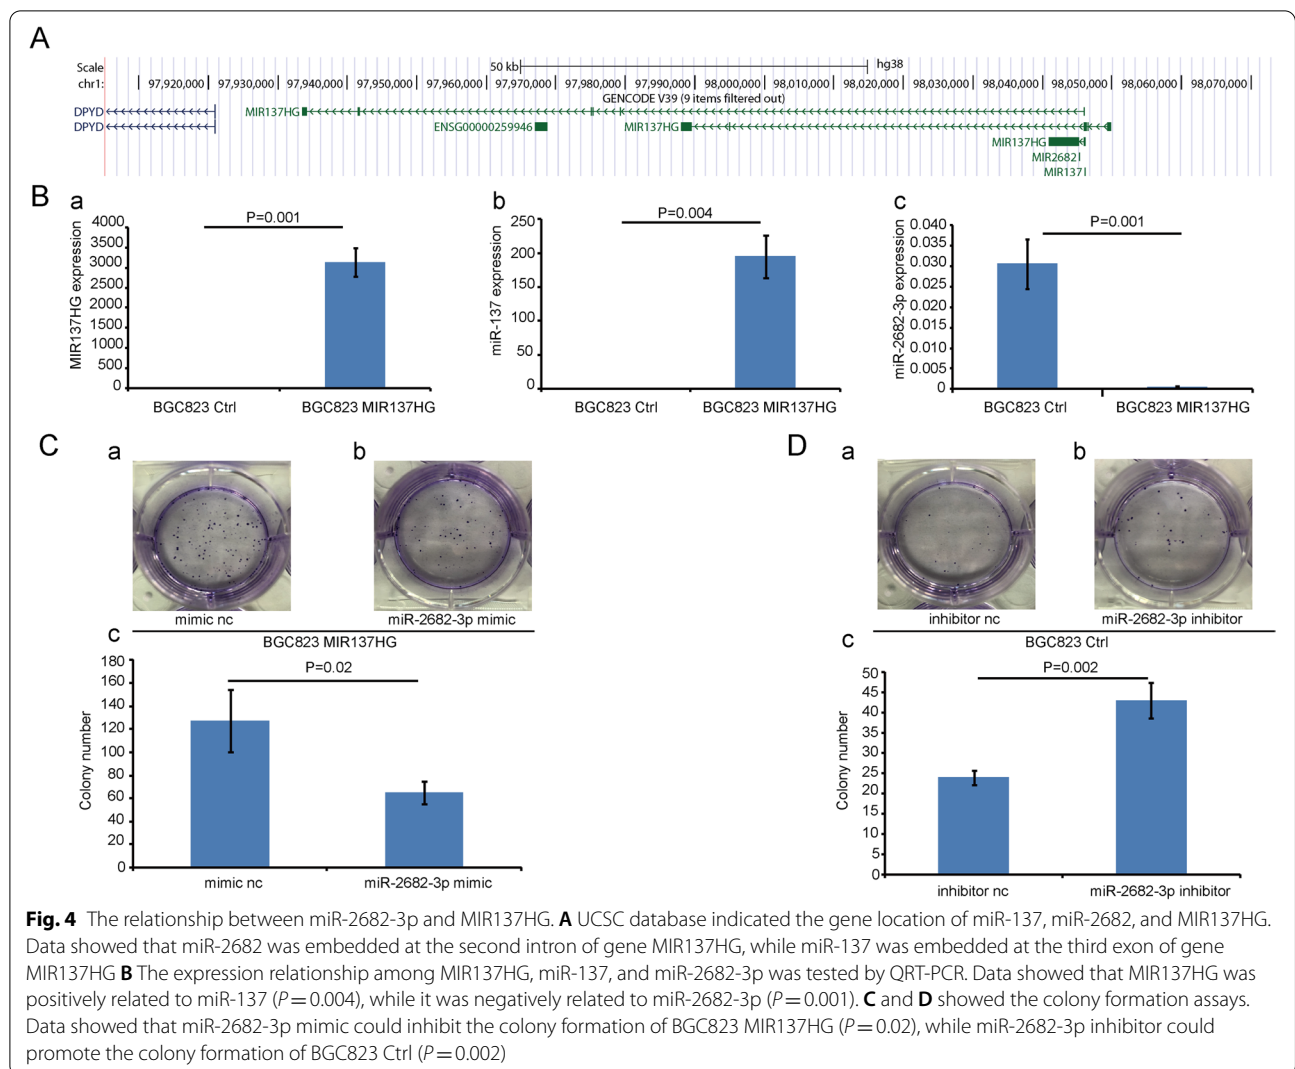 A
Scale
50 kb
hg38
chr1:
97,920,000
97,930,000
97,940,000
97,950,000
97,960,000
97,970,000
97,980,000
97,990,000
98,000,000
98,010,000
98,020,000
98,030,000
98,040,000
98,050,000
98,060,000
98,070,000
GENCODE V39 (9 items filtered out)
DPYD
MIR137HG
DPYD
ENSG00000259946
MIR137HG
MIR137HG
MIR2682
MIR137
B
a
P=0.001
MIR137HG expression
4000
3500
3000
2500
2000
1500
1000
500
0
BGC823 Ctrl
BGC823 MIR137HG
b
P=0.004
miR-137 expression
250
200
150
100
50
0
BGC823 Ctrl
BGC823 MIR137HG
c
P=0.001
miR-2682-3p expression
0.040
0.035
0.030
0.025
0.020
0.015
0.010
0.005
0
BGC823 Ctrl
BGC823 MIR137HG
C
a
b
mimic nc
miR-2682-3p mimic
BGC823 MIR137HG
c
P=0.02
Colony number
180
160
140
120
100
80
60
40
20
0
mimic nc
miR-2682-3p mimic
D
a
b
inhibitor nc
miR-2682-3p inhibitor
BGC823 Ctrl
c
P=0.002
Colony number
50
45
40
35
30
25
20
15
10
5
0
inhibitor nc
miR-2682-3p inhibitor
Fig. 4 The relationship between miR-2682-3p and MIR137HG. A UCSC database indicated the gene location of miR-137, miR-2682, and MIR137HG.
Data showed that miR-2682 was embedded at the second intron of gene MIR137HG, while miR-137 was embedded at the third exon of gene
MIR137HG B The expression relationship among MIR137HG, miR-137, and miR-2682-3p was tested by QRT-PCR. Data showed that MIR137HG was
positively related to miR-137 (P = 0.004), while it was negatively related to miR-2682-3p (P = 0.001). C and D showed the colony formation assays.
Data showed that miR-2682-3p mimic could inhibit the colony formation of BGC823 MIR137HG (P = 0.02), while miR-2682-3p inhibitor could
promote the colony formation of BGC823 Ctrl (P = 0.002)